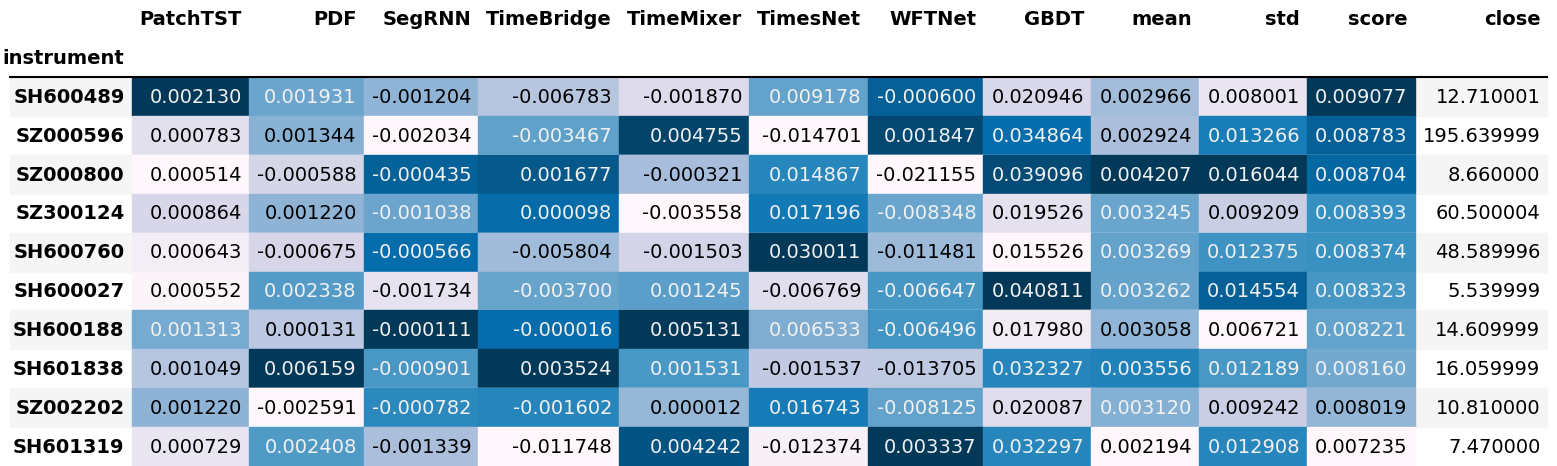 PatchTST PDF SegRNN TimeBridge TimeMixer TimesNet WFTNet GBDT mean std score close
instrument
SH600489 0.002130 0.001931 -0.001204 -0.006783 -0.001870 0.009178 -0.000600 0.020946 0.002966 0.008001 0.009077 12.710001
SZ000596 0.000783 0.001344 -0.002034 -0.003467 0.004755 -0.014701 0.001847 0.034864 0.002924 0.013266 0.008783 195.639999
SZ000800 0.000514 -0.000588 -0.000435 0.001677 -0.000321 0.014867 -0.021155 0.039096 0.004207 0.016044 0.008704 8.660000
SZ300124 0.000864 0.001220 -0.001038 0.000098 -0.003558 0.017196 -0.008348 0.019526 0.003245 0.009209 0.008393 60.500004
SH600760 0.000643 -0.000675 -0.000566 -0.005804 -0.001503 0.030011 -0.011481 0.015526 0.003269 0.012375 0.008374 48.589996
SH600027 0.000552 0.002338 -0.001734 -0.003700 0.001245 -0.006769 -0.006647 0.040811 0.003262 0.014554 0.008323 5.539999
SH600188 0.001313 0.000131 -0.000111 -0.000016 0.005131 0.006533 -0.006496 0.017980 0.003058 0.006721 0.008221 14.609999
SH601838 0.001049 0.006159 -0.000901 0.003524 0.001531 -0.001537 -0.013705 0.032327 0.003556 0.012189 0.008160 16.059999
SZ002202 0.001220 -0.002591 -0.000782 -0.001602 0.000012 0.016743 -0.008125 0.020087 0.003120 0.009242 0.008019 10.810000
SH601319 0.000729 0.002408 -0.001339 -0.011748 0.004242 -0.012374 0.003337 0.032297 0.002194 0.012908 0.007235 7.470000